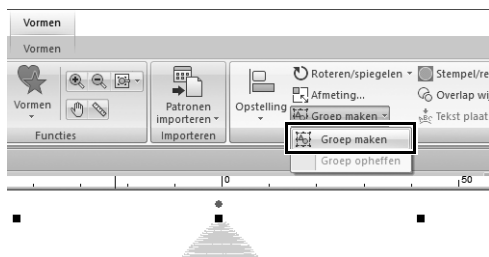 Vormen
Vormen
Vormen
Functies
Patronen
importeren
Importeren
Opstelling
Roteren/spiegelen
Afmeting...
Groep maken
Stempel/re
Overlap wi
Tekst plaat
Groep maken
Groep opheffen
0
50